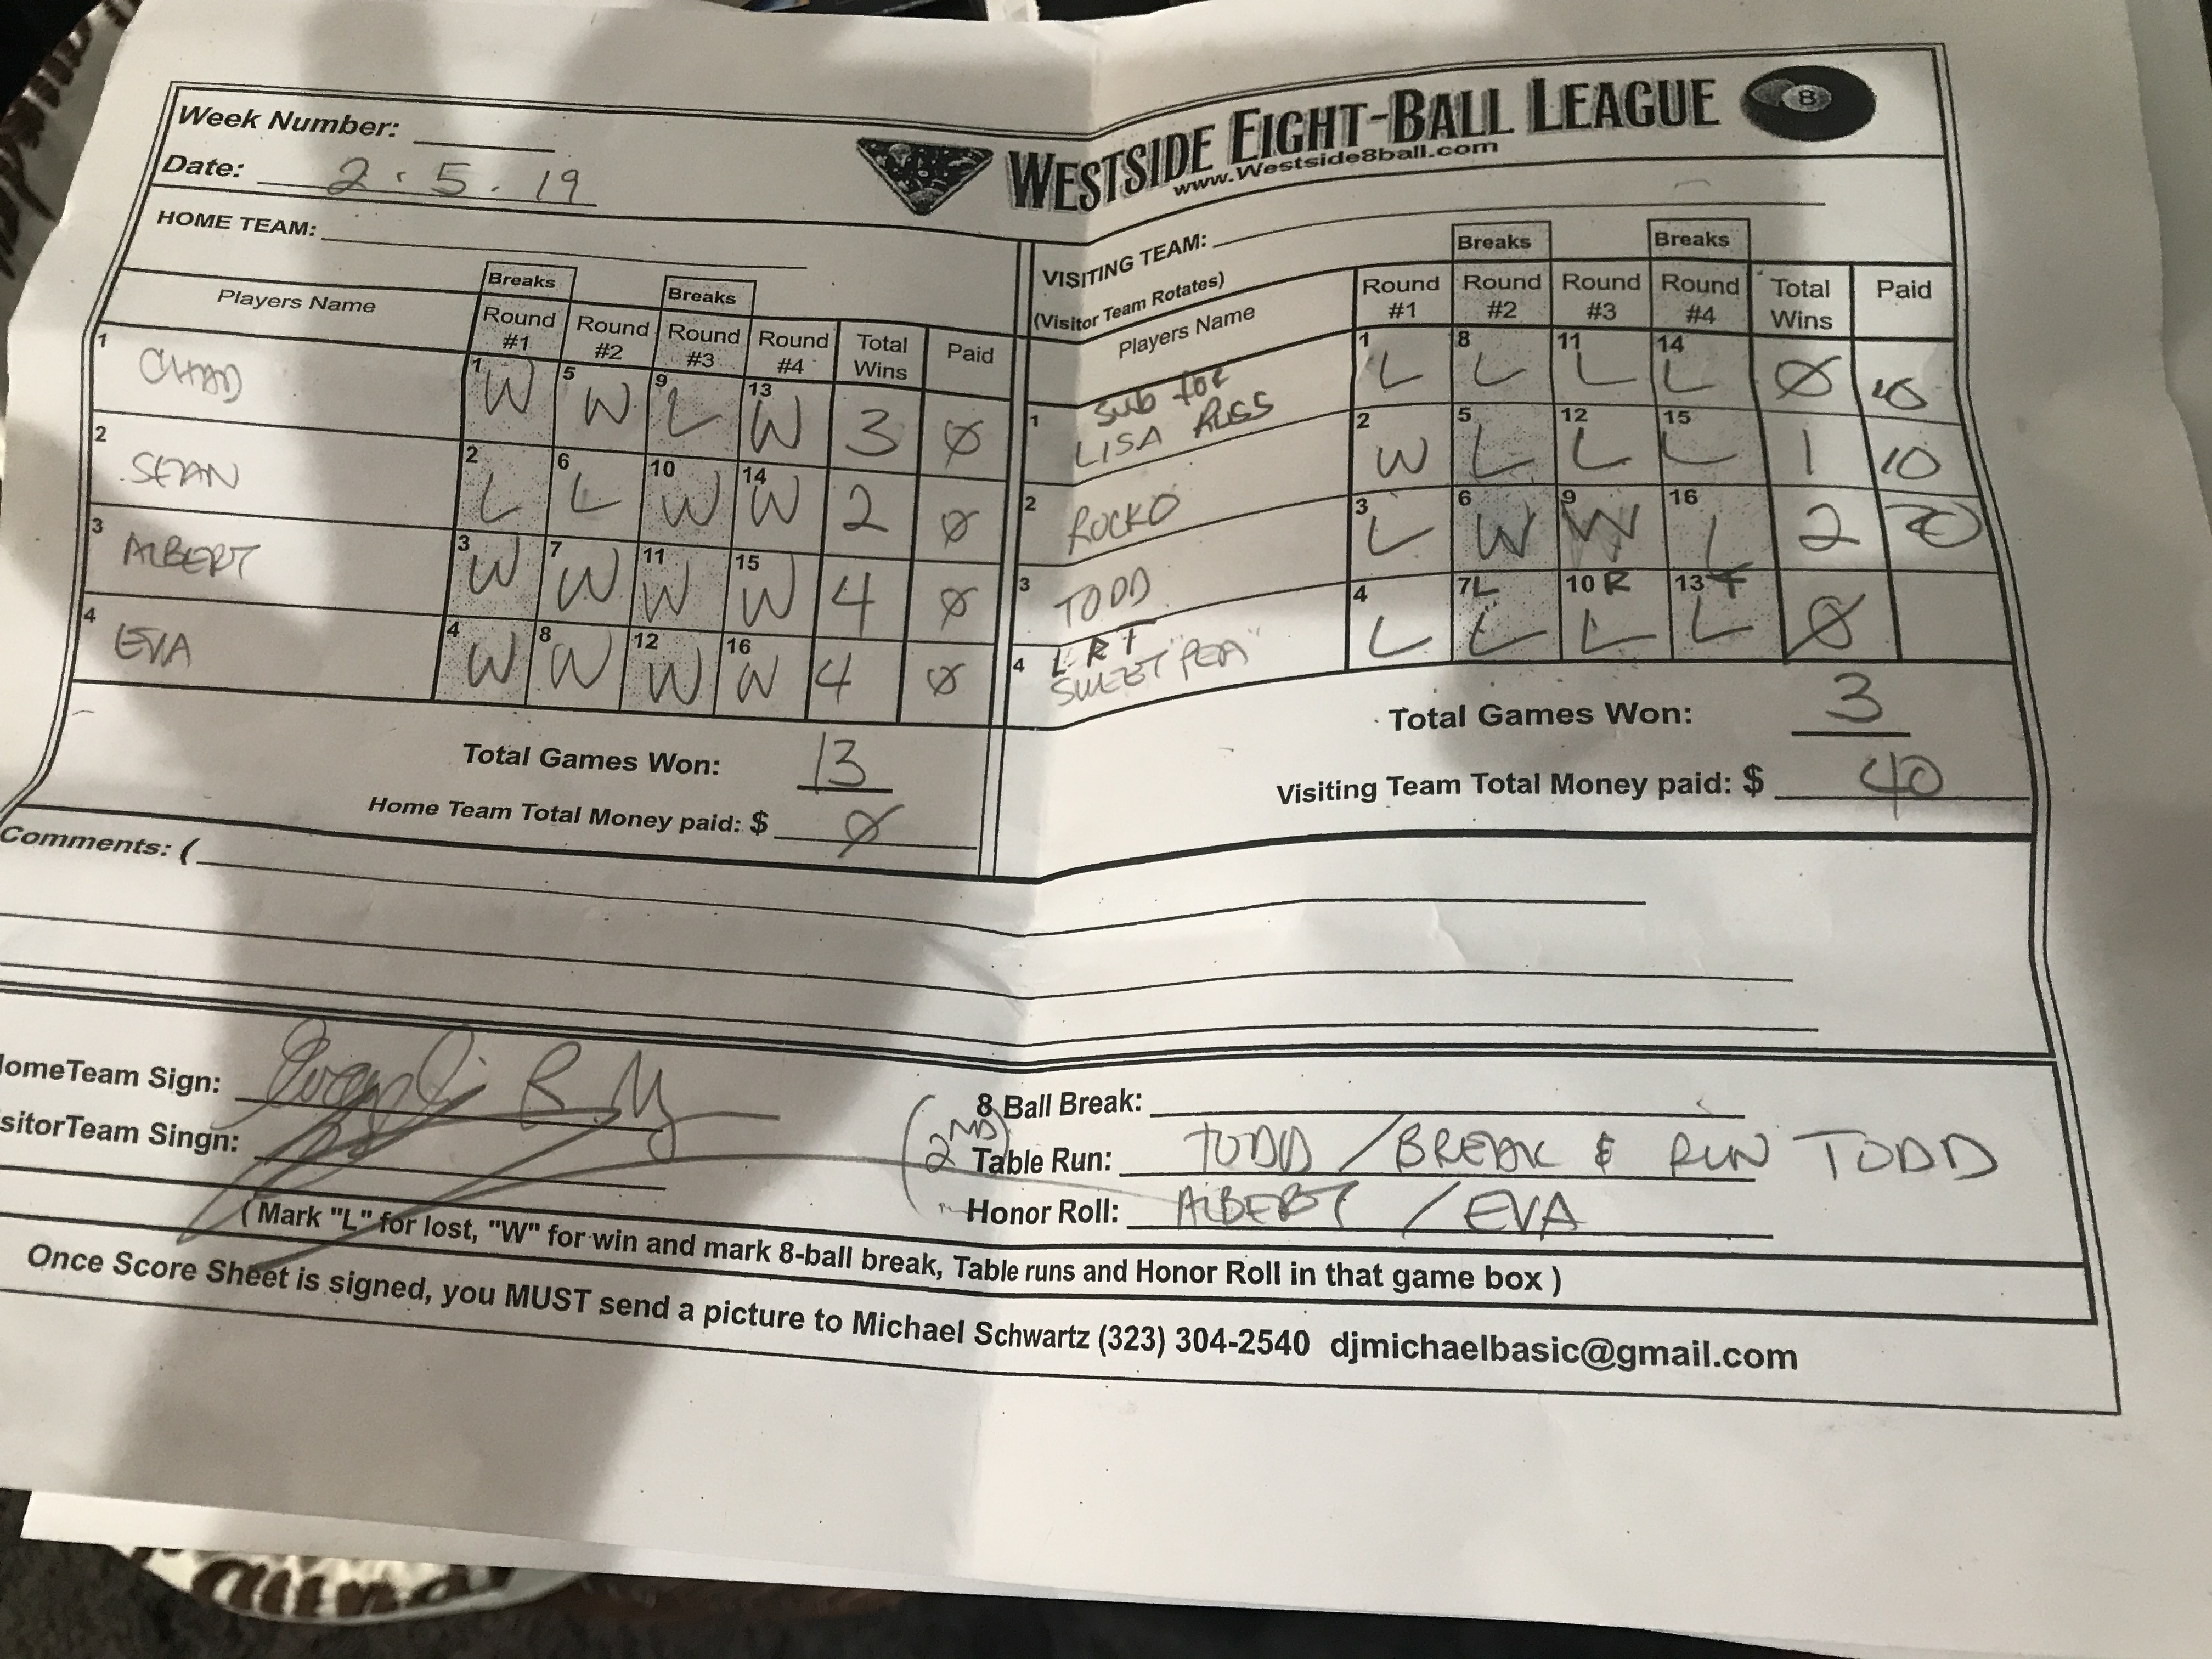 Week Number:
Date: 2.5.19
WESTSIDE EIGHT-BALL LEAGUE
www.Westside8ball.com
8
HOME TEAM:
Breaks Breaks
Players Name Round #1 Round #2 Round #3 Round #4 Total Wins Paid
1 CHAD 1 W 5 W 9 L 13 W 3 Ø
2 SEAN 2 L 6 L 10 W 14 W 2 Ø
3 ALBERT 3 W 7 W 11 W 15 W 4 Ø
4 EVA 4 W 8 W 12 W 16 W 4 Ø
Total Games Won: 13
Home Team Total Money paid: $ Ø
VISITING TEAM:
(Visitor Team Rotates)
Breaks Breaks
Players Name Round #1 Round #2 Round #3 Round #4 Total Wins Paid
1 Sub for LISA RUSS 1 L 8 L 11 L 14 L Ø 10
2 ROCKO 2 W 5 L 12 L 15 L 1 10
3 TODD 3 L 6 W 9 W 16 L 2 20
4 L R T SWEET "PEA" 4 L 7 L L 10 R L 13 T L Ø
Total Games Won: 3
Visiting Team Total Money paid: $ 40
Comments: (
HomeTeam Sign:
sitorTeam Singn:
8 Ball Break:
(2ND) Table Run: TODD / BREAK & RUN TODD
Honor Roll: ALBERT / EVA
( Mark "L" for lost, "W" for win and mark 8-ball break, Table runs and Honor Roll in that game box )
Once Score Sheet is signed, you MUST send a picture to Michael Schwartz (323) 304-2540 djmichaelbasic@gmail.com